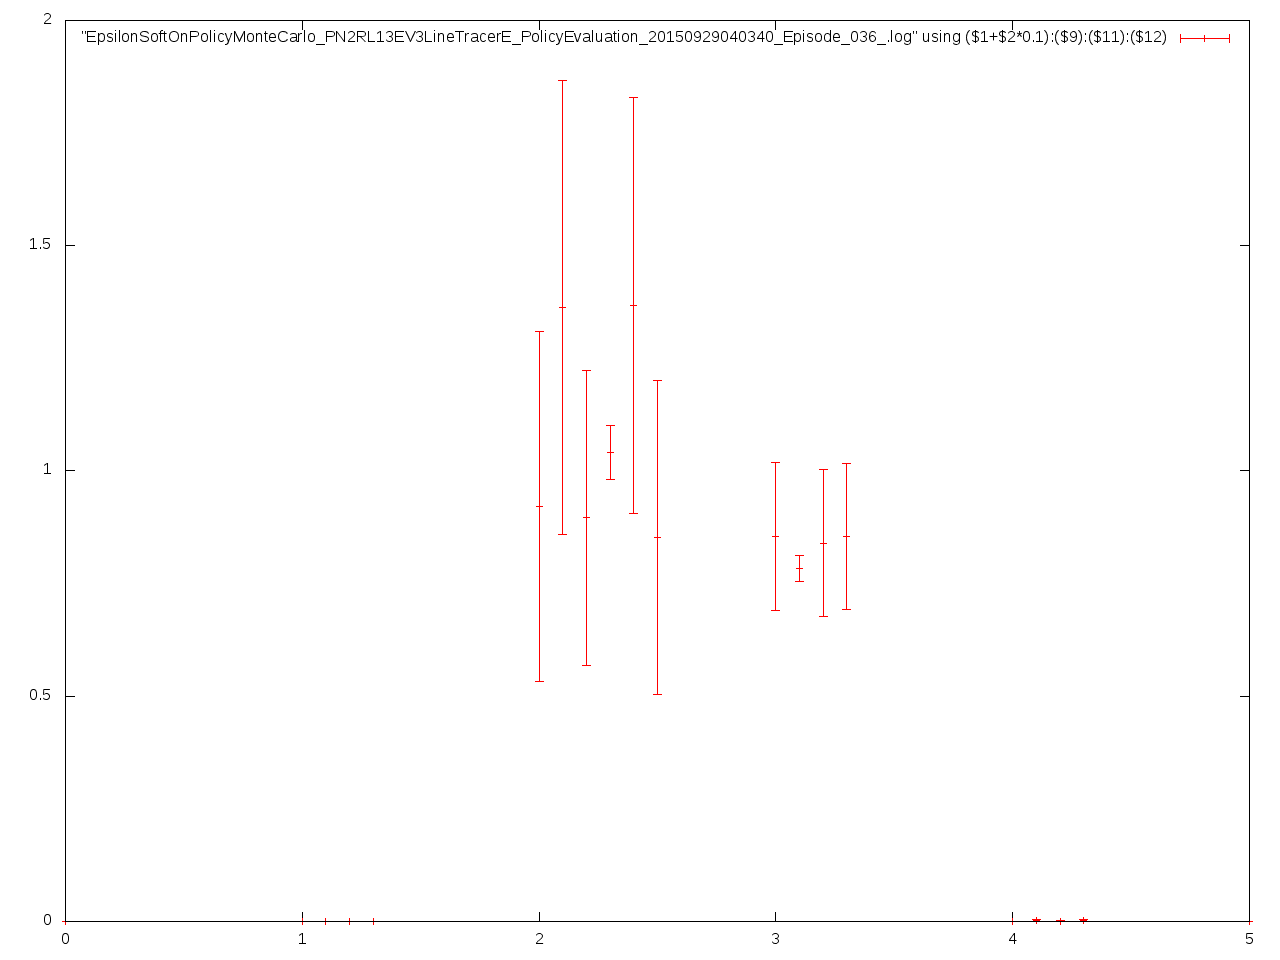 2
"EpsilonSoftOnPolicyMonteCarlo_PN2RL13EV3LineTracerE_PolicyEvaluation_20150929040340_Episode_036_.log" using ($1+$2*0.1):($9):($11):($12)
1.5
1
0.5
0
0 1 2 3 4 5